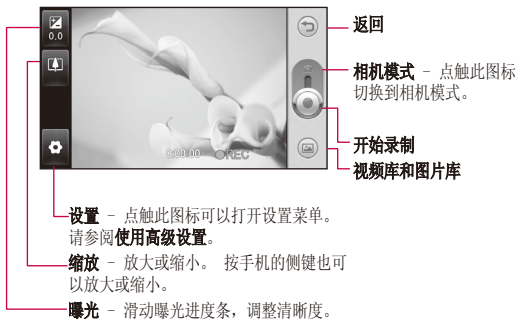 0.0
0:00:00 REC
返回
相机模式 - 点触此图标
切换到相机模式。
开始录制
视频库和图片库
设置 - 点触此图标可以打开设置菜单。
请参阅使用高级设置。
缩放 - 放大或缩小。 按手机的侧键也可
以放大或缩小。
曝光 - 滑动曝光进度条，调整清晰度。